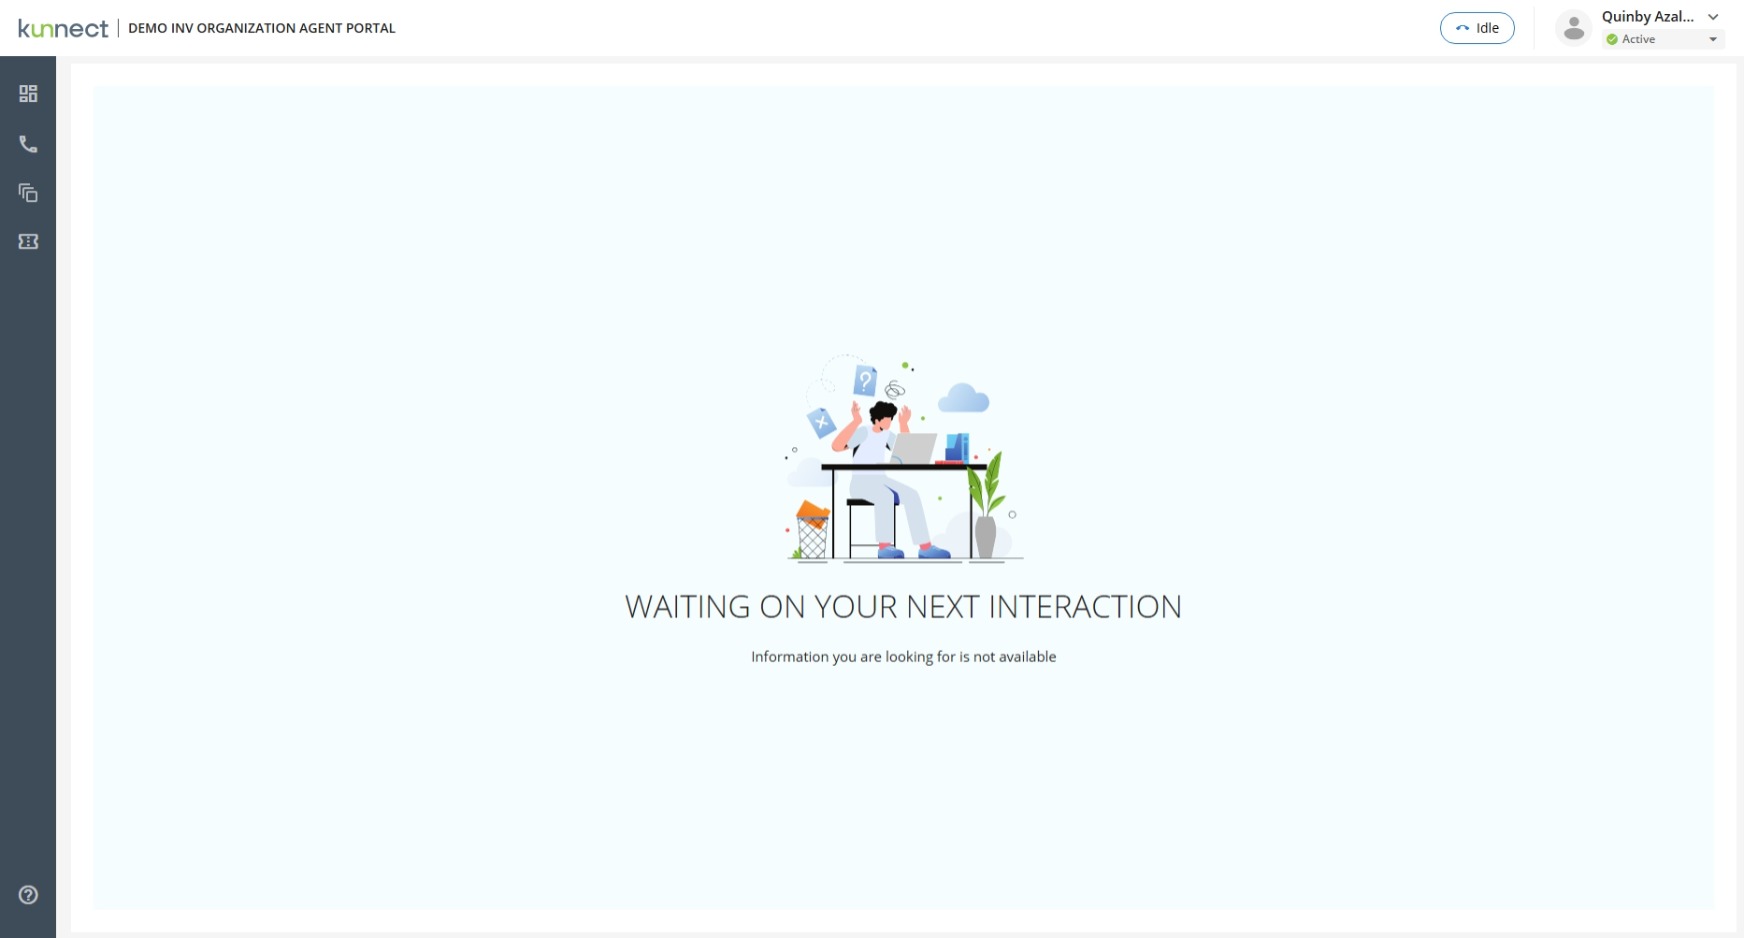 kunnect
DEMO INV ORGANIZATION AGENT PORTAL
Idle
Quinby Azal...
Active
?
WAITING ON YOUR NEXT INTERACTION
Information you are looking for is not available
?